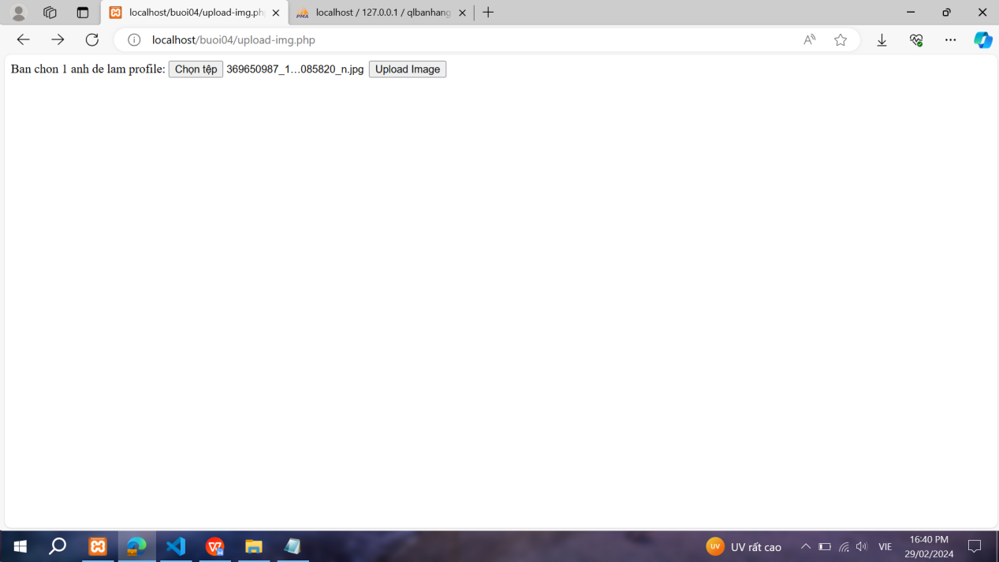 localhost/buoi04/upload-img.ph
localhost / 127.0.0.1 / qlbanhang
localhost/buoi04/upload-img.php
Ban chon 1 anh de lam profile: Chọn tệp 369650987_1...085820_n.jpg Upload Image
UV UV rất cao VIE 16:40 PM
29/02/2024